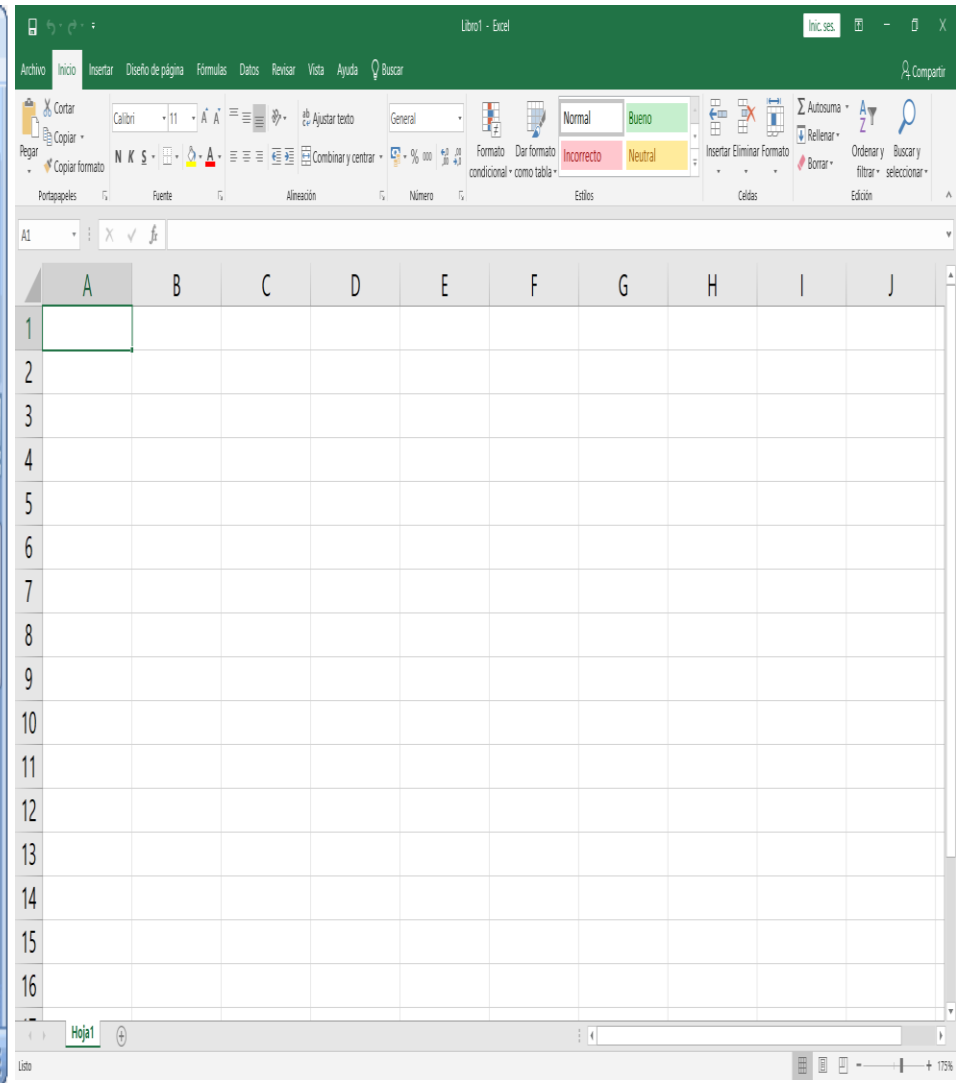 Libro1 - Excel
Inic. ses.
Archivo Inicio Insertar Diseño de página Fórmulas Datos Revisar Vista Ayuda Buscar Compartir
Cortar
Copiar
Copiar formato
Pegar
Portapapeles
Calibri 11
N K S A
Fuente
Ajustar texto
Combinar y centrar
Alineación
General
% 000
Número
Formato condicional
Dar formato como tabla
Normal Bueno
Incorrecto Neutral
Estilos
Insertar Eliminar Formato
Celdas
Autosuma
Rellenar
Borrar
Ordenar y filtrar
Buscar y seleccionar
Edición
A1 fx
A B C D E F G H I J
1
2
3
4
5
6
7
8
9
10
11
12
13
14
15
16
Hoja1
Listo 175%